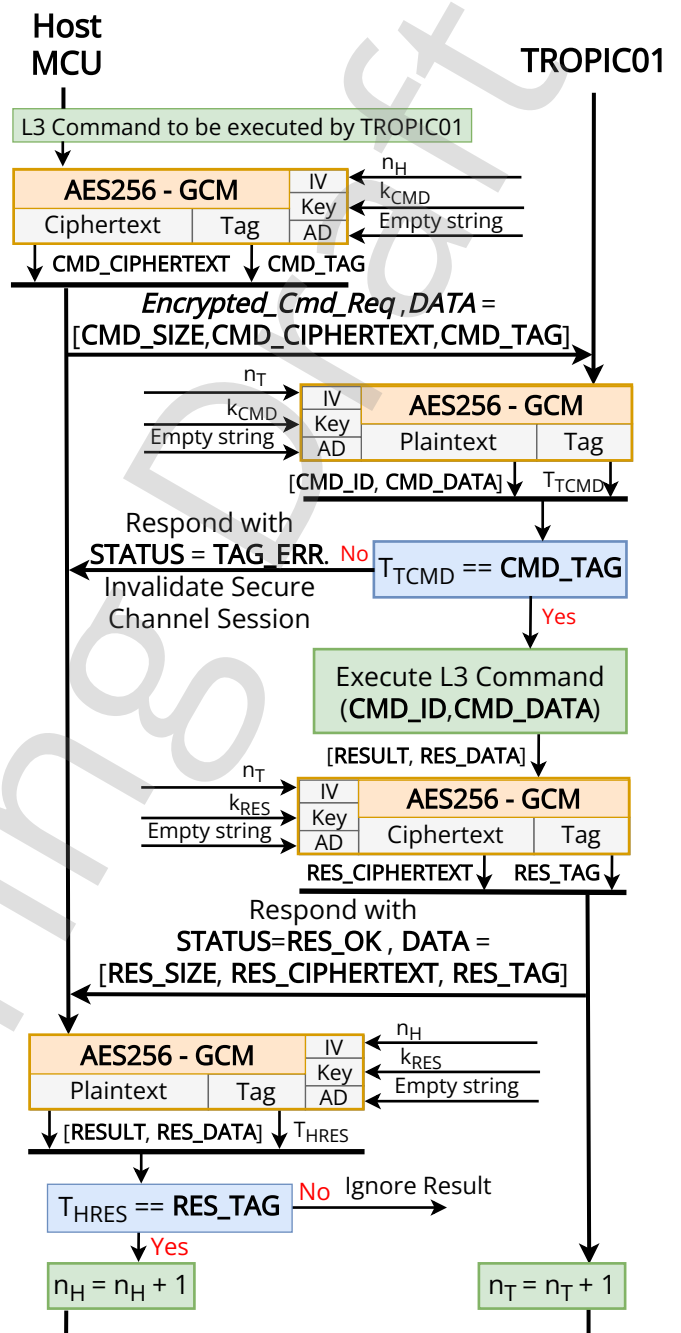 Host
MCU
TROPIC01
L3 Command to be executed by TROPIC01
AES256 - GCM
Ciphertext
Tag
IV
Key
AD
n_H
k_CMD
Empty string
CMD_CIPHERTEXT
CMD_TAG
Encrypted_Cmd_Req ,DATA =
[CMD_SIZE,CMD_CIPHERTEXT,CMD_TAG]
n_T
k_CMD
Empty string
IV
Key
AD
AES256 - GCM
Plaintext
Tag
[CMD_ID, CMD_DATA]
T_TCMD
Respond with
STATUS = TAG_ERR.
No
Invalidate Secure
Channel Session
T_TCMD == CMD_TAG
Yes
Execute L3 Command
(CMD_ID,CMD_DATA)
[RESULT, RES_DATA]
n_T
k_RES
Empty string
IV
Key
AD
AES256 - GCM
Ciphertext
Tag
RES_CIPHERTEXT
RES_TAG
Respond with
STATUS=RES_OK , DATA =
[RES_SIZE, RES_CIPHERTEXT, RES_TAG]
AES256 - GCM
Plaintext
Tag
IV
Key
AD
n_H
k_RES
Empty string
[RESULT, RES_DATA]
T_HRES
T_HRES == RES_TAG
No
Ignore Result
Yes
n_H = n_H + 1
n_T = n_T + 1